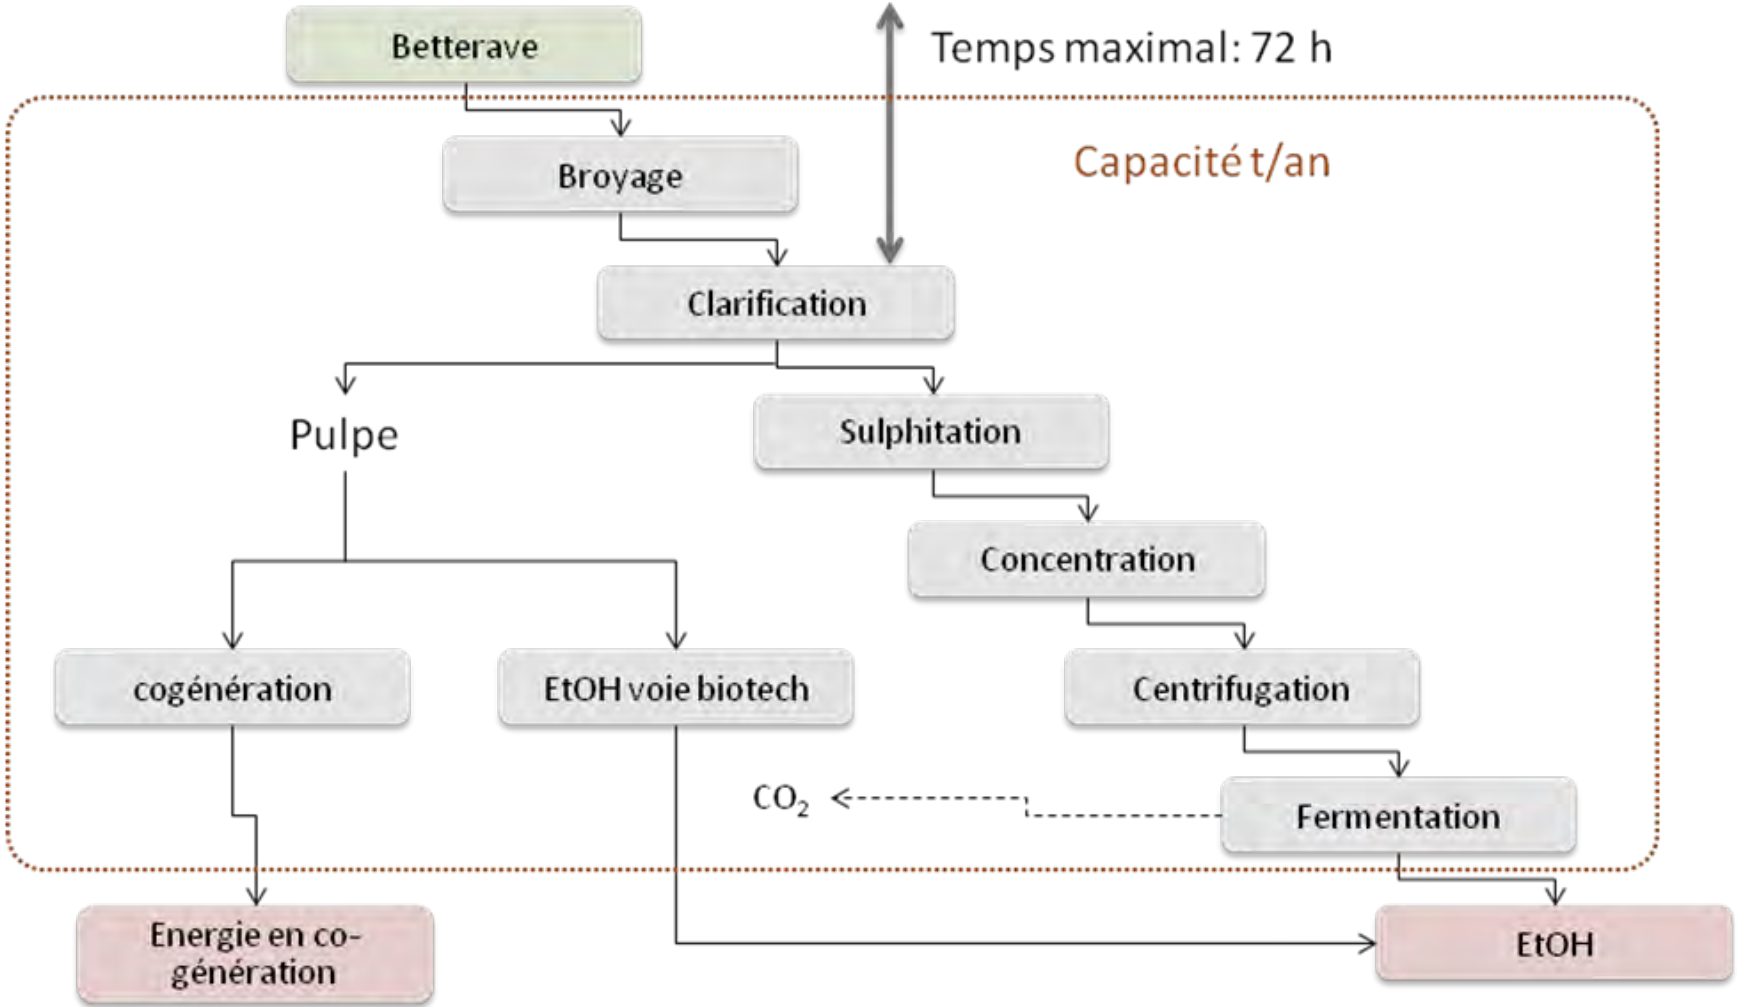 Betterave
Temps maximal: 72 h
Capacité t/an
Broyage
Clarification
Pulpe
Sulphitation
Concentration
cogénération
EtOH voie biotech
Centrifugation
CO₂
Fermentation
Energie en co-
génération
EtOH